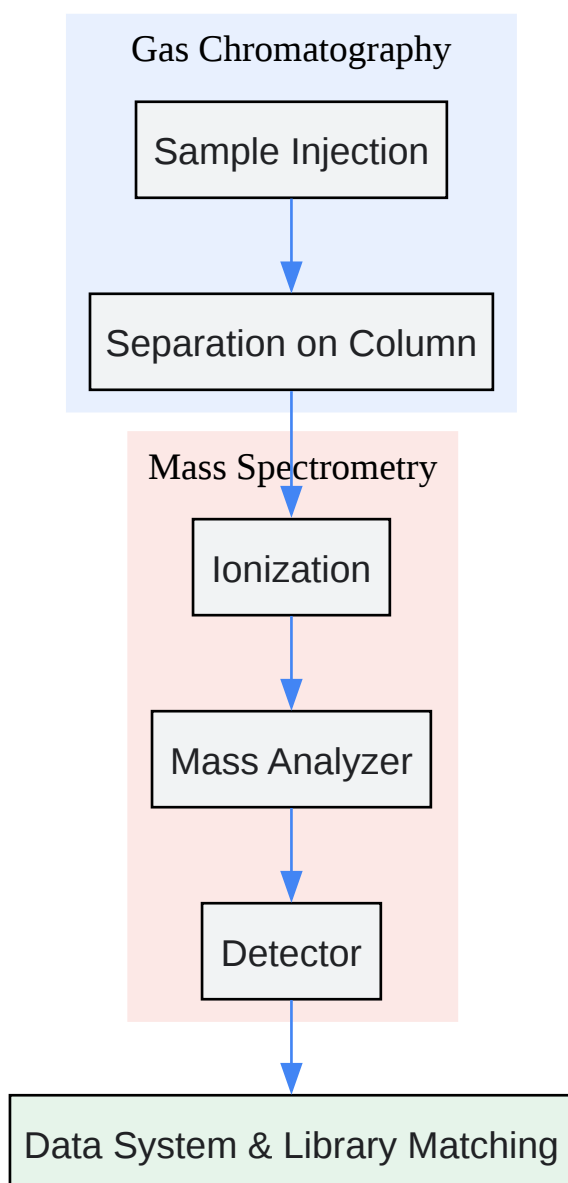 Gas Chromatography
Sample Injection
Separation on Column
Mass Spectrometry
Ionization
Mass Analyzer
Detector
Data System & Library Matching